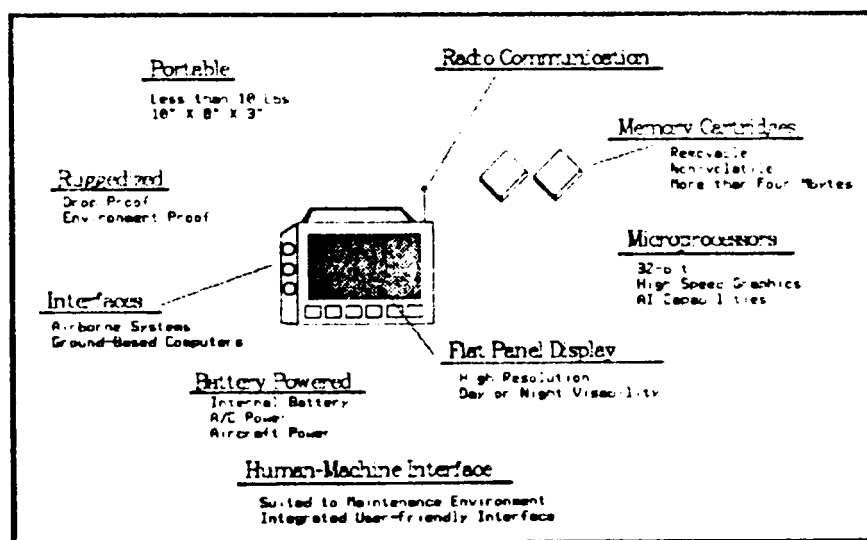 Portable
Less than 10 Lbs
10" X 8" X 3"
Radio Communication
Memory Cartridges
Removable
Nonvolatile
More than Four Mbytes
Ruggedized
Drop Proof
Environment Proof
Microprocessors
32-bit
High Speed Graphics
AI Capabilities
Interfaces
Airborne Systems
Ground-Based Computers
Flat Panel Display
High Resolution
Day or Night Visability
Battery Powered
Internal Battery
A/C Power
Aircraft Power
Human-Machine Interface
Suited to Maintenance Environment
Integrated User-friendly Interface